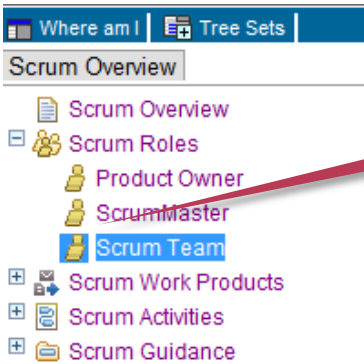 Where am I Tree Sets
Scrum Overview
Scrum Overview
Scrum Roles
Product Owner
ScrumMaster
Scrum Team
Scrum Work Products
Scrum Activities
Scrum Guidance